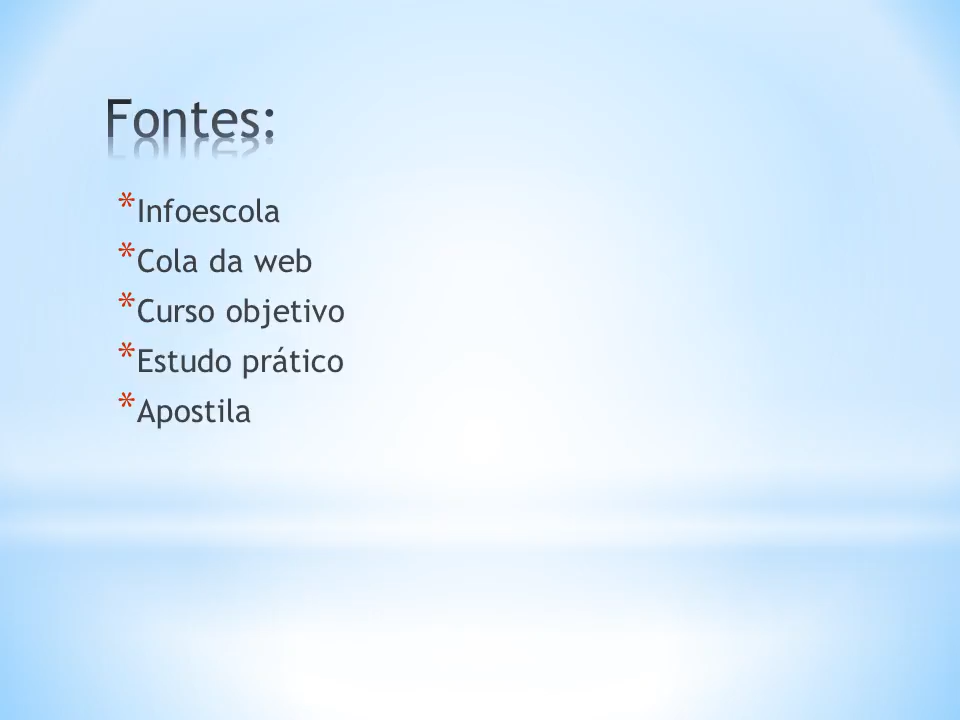 Fontes:
* Infoescola
* Cola da web
* Curso objetivo
* Estudo prático
* Apostila